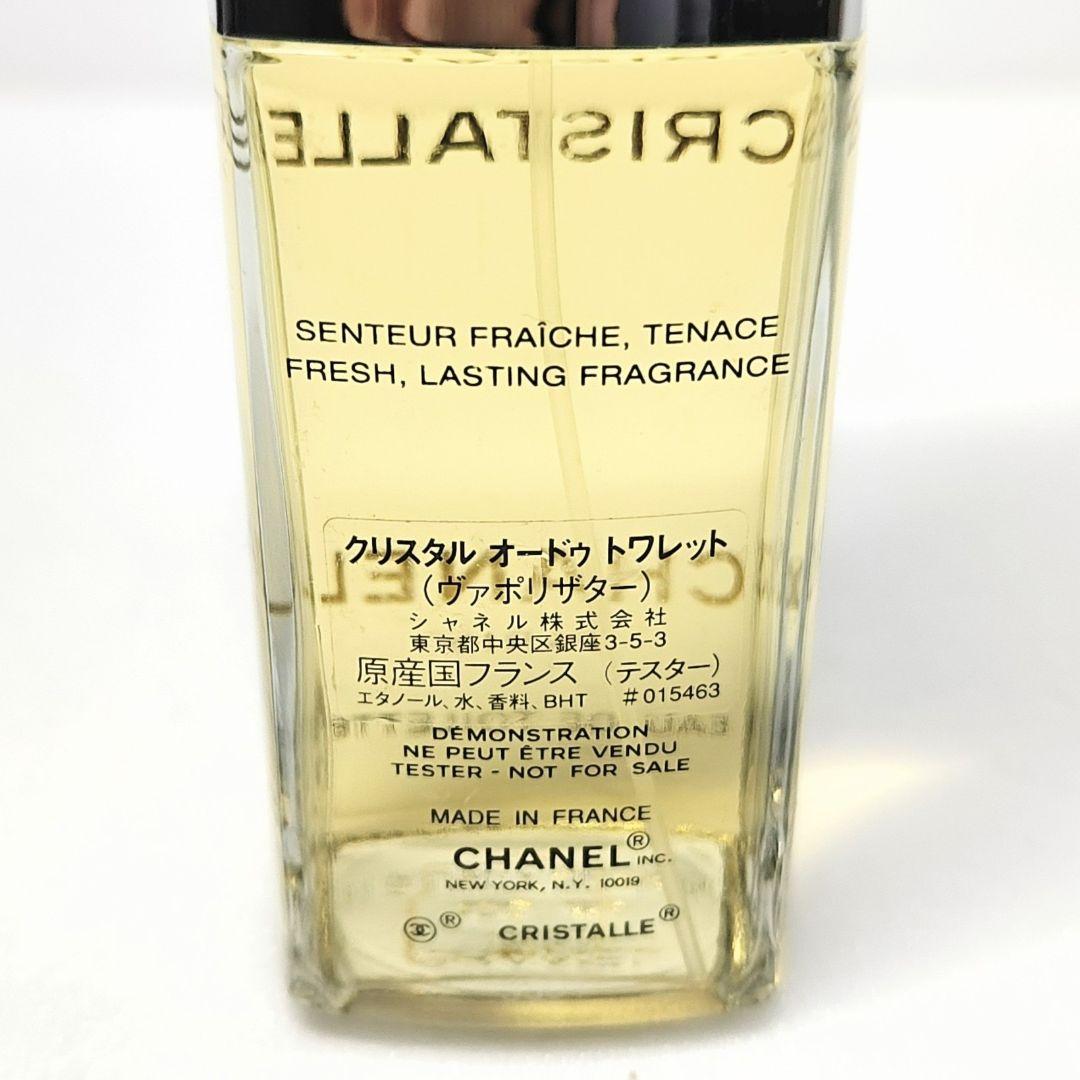 CRISTALLE
SENTEUR FRAÎCHE, TENACE
FRESH, LASTING FRAGRANCE
クリスタル オードゥ トワレット
CHANEL
(ヴァポリザター)
シャネル株式会社
東京都中央区銀座3-5-3
原産国フランス (テスター)
エタノール、水、香料、BHT #015463
DÉMONSTRATION
NE PEUT ÊTRE VENDU
TESTER - NOT FOR SALE
MADE IN FRANCE
CHANEL® INC.
NEW YORK, N.Y. 10019
® CRISTALLE®